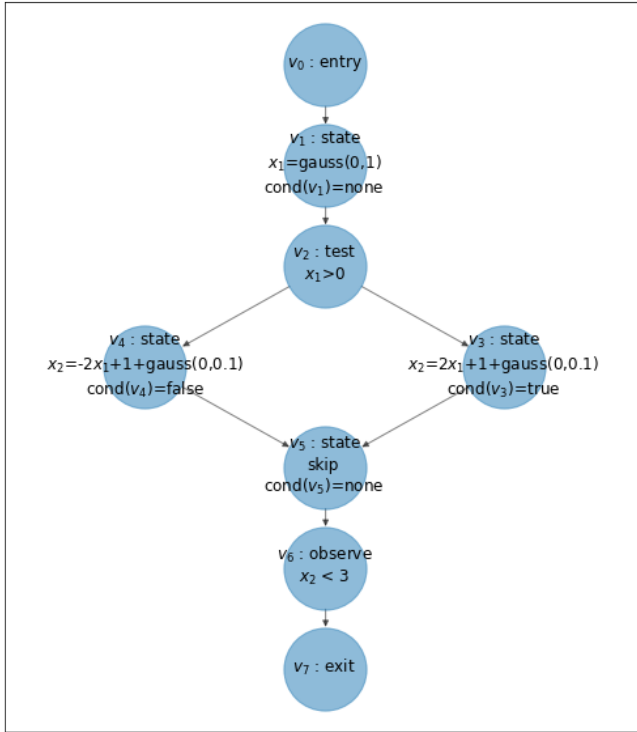 v₀ : entry
v₁ : state
x₁=gauss(0,1)
cond(v₁)=none
v₂ : test
x₁>0
v₄ : state
x₂=-2x₁+1+gauss(0,0.1)
cond(v₄)=false
v₃ : state
x₂=2x₁+1+gauss(0,0.1)
cond(v₃)=true
v₅ : state
skip
cond(v₅)=none
v₆ : observe
x₂ < 3
v₇ : exit